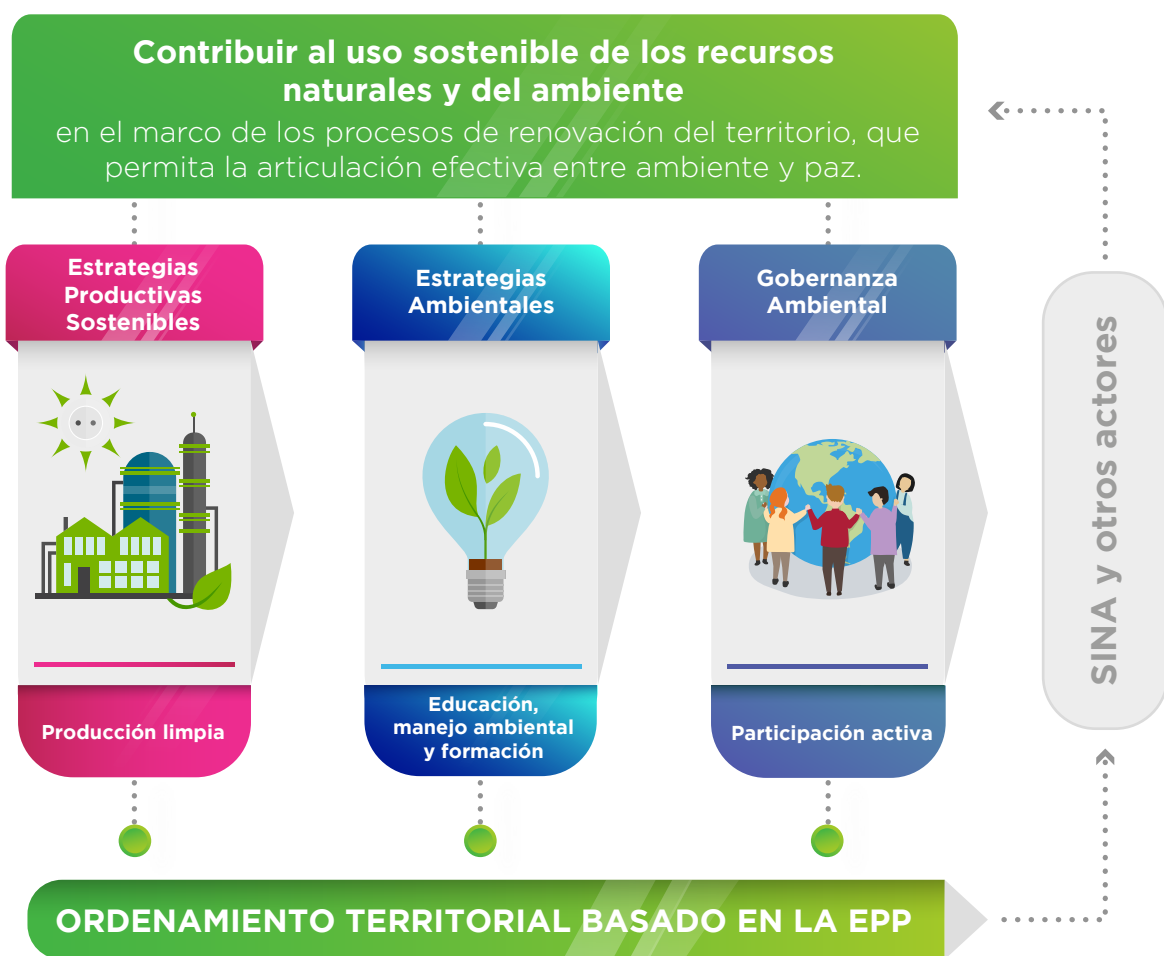 Contribuir al uso sostenible de los recursos
naturales y del ambiente
en el marco de los procesos de renovación del territorio, que
permita la articulación efectiva entre ambiente y paz.
Estrategias
Productivas
Sostenibles
Producción limpia
Estrategias
Ambientales
Educación,
manejo ambiental
y formación
Gobernanza
Ambiental
Participación activa
SINA y otros actores
ORDENAMIENTO TERRITORIAL BASADO EN LA EPP